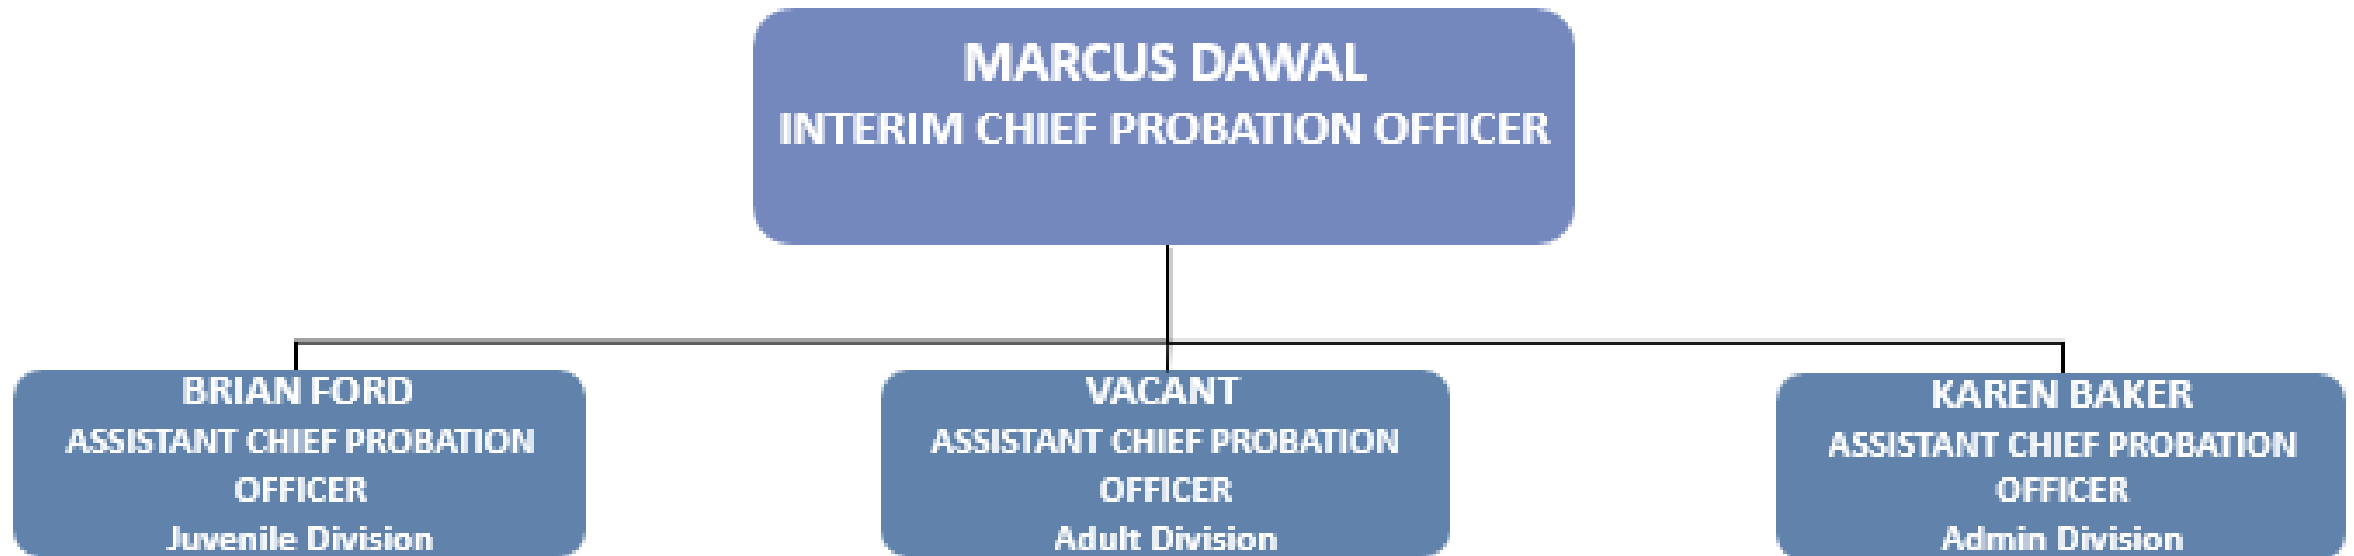 MARCUS DAWAL
INTERIM CHIEF PROBATION OFFICER
BRIAN FORD
ASSISTANT CHIEF PROBATION
OFFICER
Juvenile Division
VACANT
ASSISTANT CHIEF PROBATION
OFFICER
Adult Division
KAREN BAKER
ASSISTANT CHIEF PROBATION
OFFICER
Admin Division